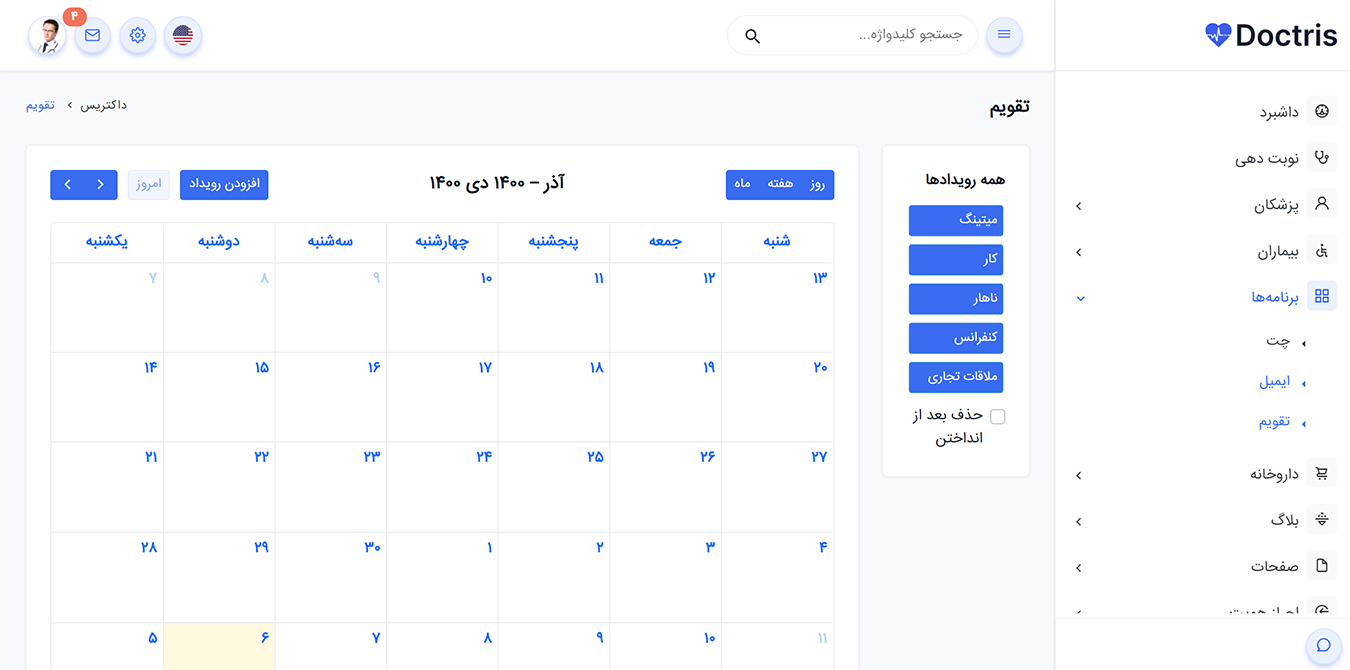 Doctris
جستجو کلیدواژه...
۴
داشبرد
نوبت دهی
پزشکان
بیماران
برنامه‌ها
چت
ایمیل
تقویم
داروخانه
بلاگ
صفحات
احراز هویت
تقویم
داکتریس › تقویم
همه رویدادها
میتینگ
کار
ناهار
کنفرانس
ملاقات تجاری
حذف بعد از
انداختن
روز هفته ماه
آذر – ۱۴۰۰ دی ۱۴۰۰
افزودن رویداد
امروز
شنبه جمعه پنجشنبه چهارشنبه سه‌شنبه دوشنبه یکشنبه
۱۳ ۱۲ ۱۱ ۱۰ ۹ ۸ ۷
۲۰ ۱۹ ۱۸ ۱۷ ۱۶ ۱۵ ۱۴
۲۷ ۲۶ ۲۵ ۲۴ ۲۳ ۲۲ ۲۱
۴ ۳ ۲ ۱ ۳۰ ۲۹ ۲۸
۱۱ ۱۰ ۹ ۸ ۷ ۶ ۵